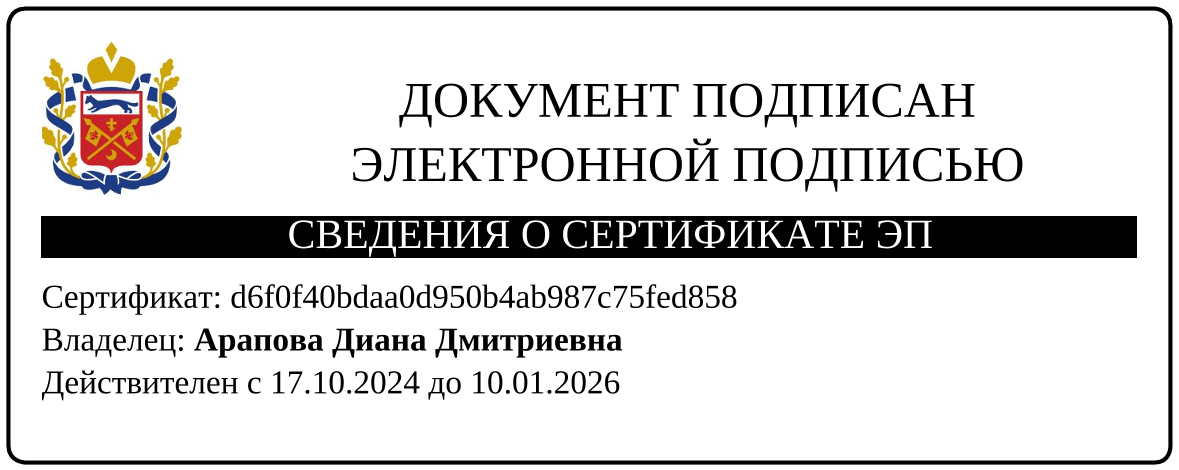 ДОКУМЕНТ ПОДПИСАН
ЭЛЕКТРОННОЙ ПОДПИСЬЮ
СВЕДЕНИЯ О СЕРТИФИКАТЕ ЭП
Сертификат: d6f0f40bdaa0d950b4ab987c75fed858
Владелец: Арапова Диана Дмитриевна
Действителен с 17.10.2024 до 10.01.2026